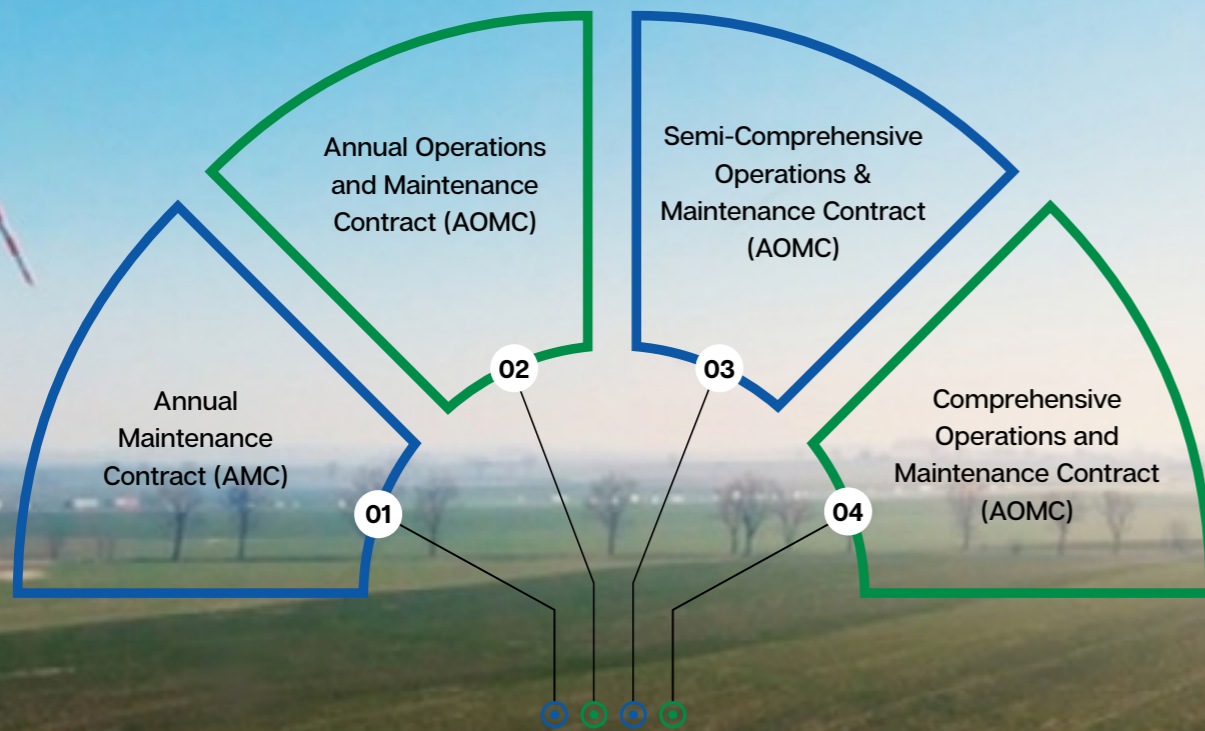 Annual Operations
and Maintenance
Contract (AOMC)
Semi-Comprehensive
Operations &
Maintenance Contract
(AOMC)
Annual
Maintenance
Contract (AMC)
Comprehensive
Operations and
Maintenance Contract
(AOMC)
01
02
03
04